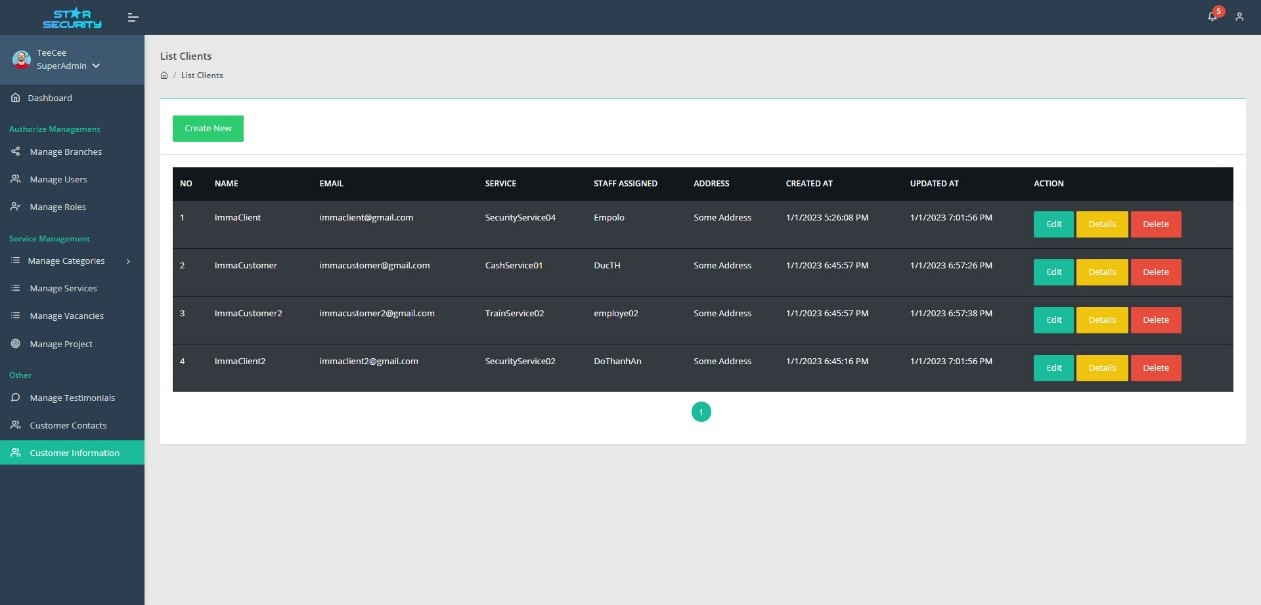 STAR
SECURITY
5
TeeCee
SuperAdmin
Dashboard
Authorize Management
Manage Branches
Manage Users
Manage Roles
Service Management
Manage Categories
Manage Services
Manage Vacancies
Manage Project
Other
Manage Testimonials
Customer Contacts
Customer Information
List Clients
/ List Clients
Create New
NO NAME EMAIL SERVICE STAFF ASSIGNED ADDRESS CREATED AT UPDATED AT ACTION
1 ImmaClient immaclient@gmail.com SecurityService04 Empolo Some Address 1/1/2023 5:26:08 PM 1/1/2023 7:01:56 PM Edit Details Delete
2 ImmaCustomer immacustomer@gmail.com CashService01 DucTH Some Address 1/1/2023 6:45:57 PM 1/1/2023 6:57:26 PM Edit Details Delete
3 ImmaCustomer2 immacustomer2@gmail.com TrainService02 employe02 Some Address 1/1/2023 6:45:57 PM 1/1/2023 6:57:38 PM Edit Details Delete
4 ImmaClient2 immaclient2@gmail.com SecurityService02 DoThanhAn Some Address 1/1/2023 6:45:16 PM 1/1/2023 7:01:56 PM Edit Details Delete
1